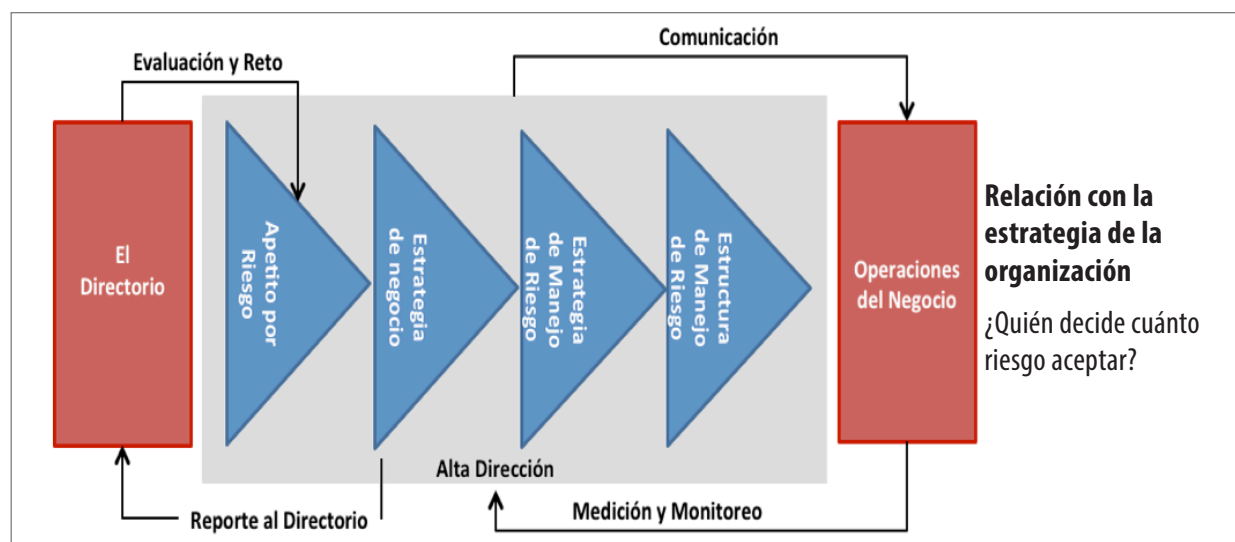 Comunicación
Evaluación y Reto
El
Directorio
Apetito por
Riesgo
Estrategia
de negocio
Estrategia
de Manejo
de Riesgo
Estructura
de Manejo
de Riesgo
Operaciones
del Negocio
Relación con la
estrategia de la
organización
¿Quién decide cuánto
riesgo aceptar?
Alta Dirección
Reporte al Directorio
Medición y Monitoreo